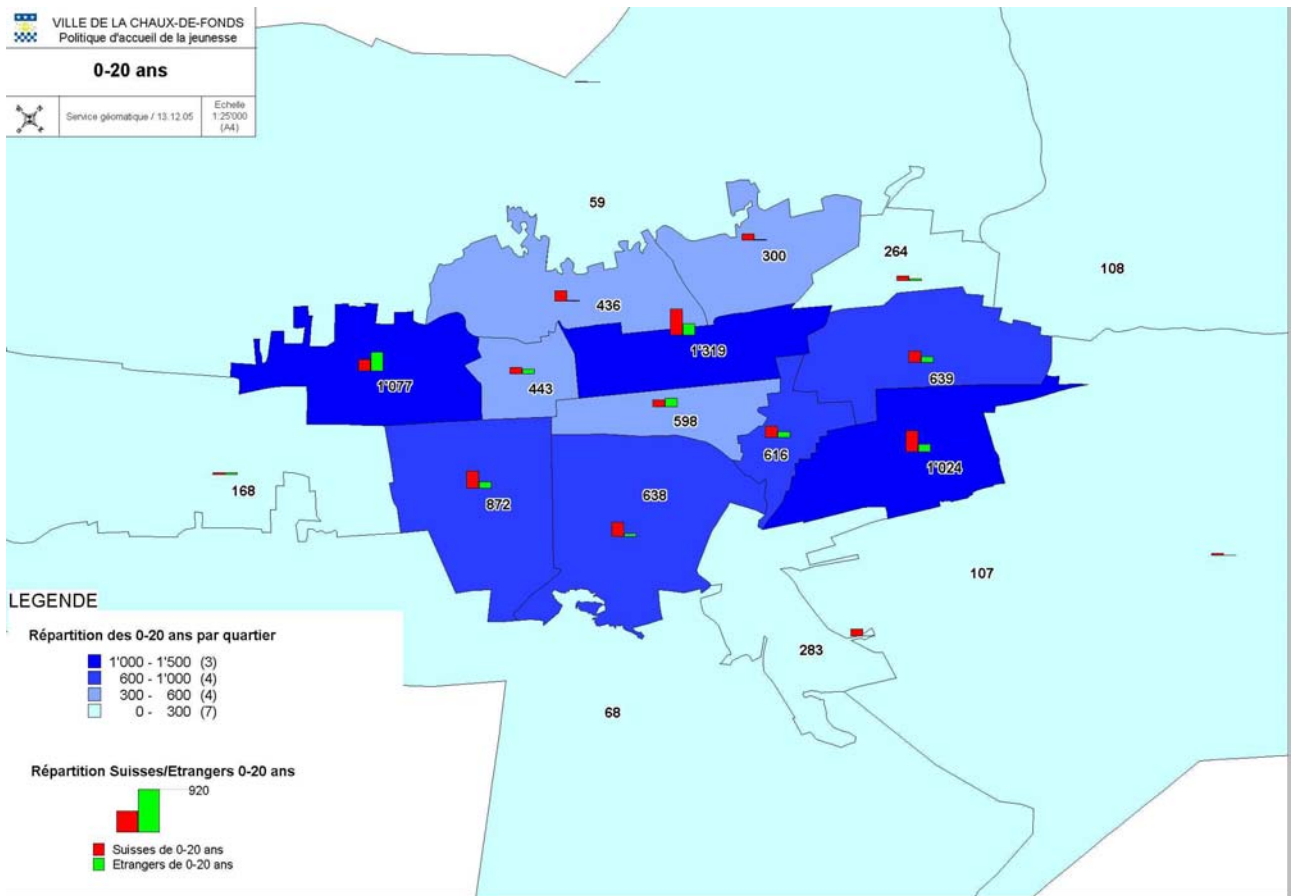 VILLE DE LA CHAUX-DE-FONDS
Politique d'accueil de la jeunesse
0-20 ans
Service géomatique / 13.12.05
Echelle
1:25'000
(A4)
59
300
264
108
436
1'319
1'077
443
639
598
616
1'024
168
872
638
107
283
68
LEGENDE
Répartition des 0-20 ans par quartier
1'000 - 1'500 (3)
600 - 1'000 (4)
300 - 600 (4)
0 - 300 (7)
Répartition Suisses/Etrangers 0-20 ans
920
Suisses de 0-20 ans
Etrangers de 0-20 ans